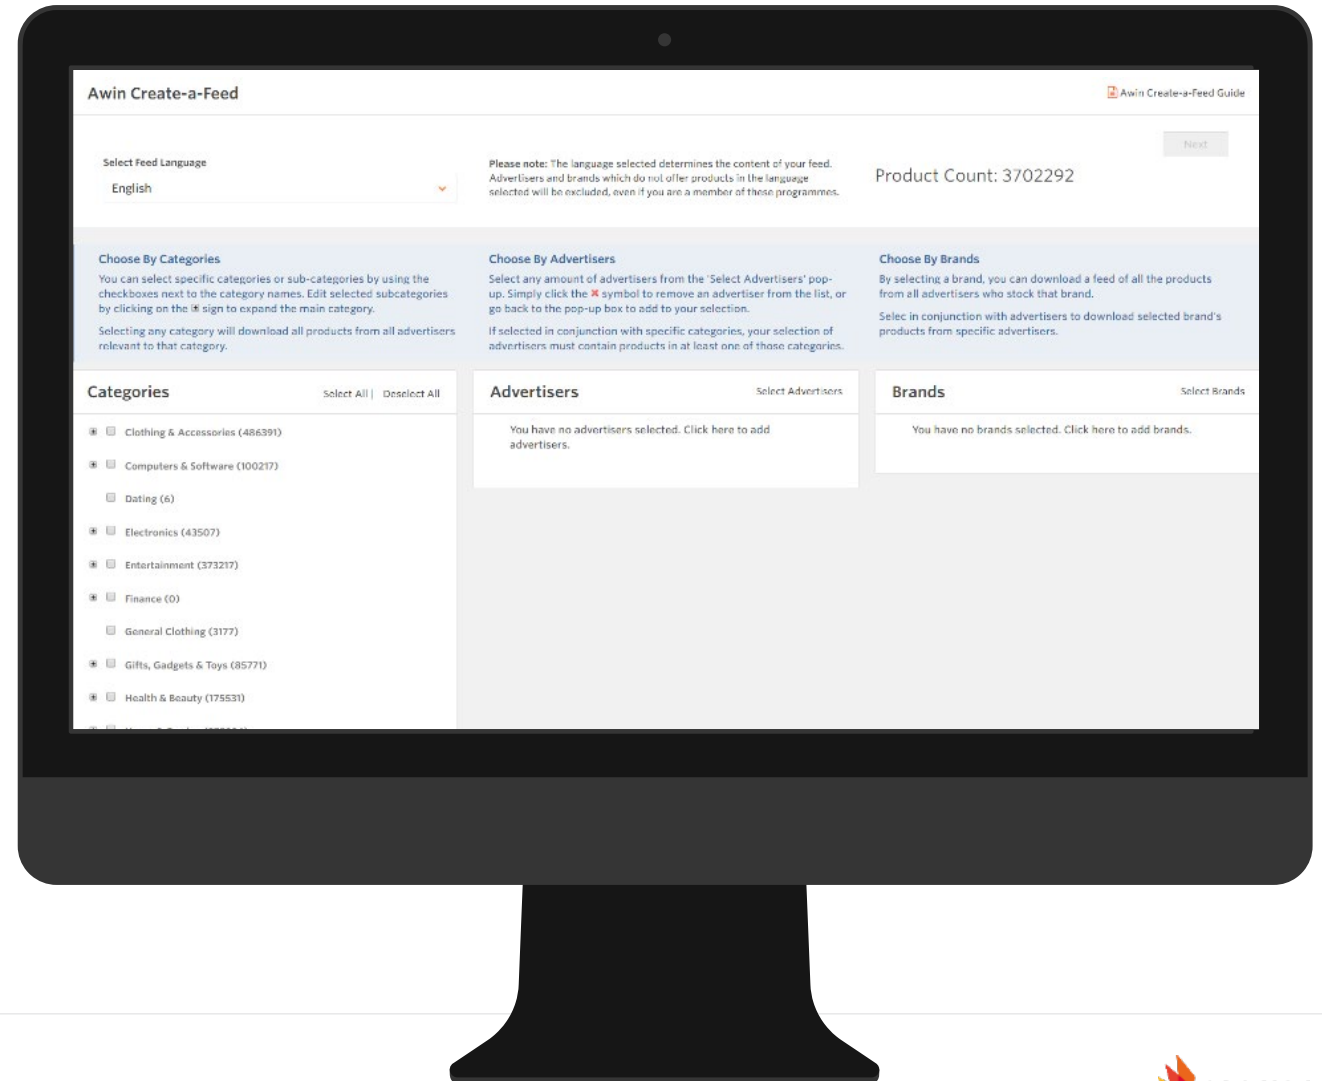 Awin Create-a-Feed
Awin Create-a-Feed Guide
Next
Select Feed Language
English
Please note: The language selected determines the content of your feed.
Advertisers and brands which do not offer products in the language
selected will be excluded, even if you are a member of these programmes.
Product Count: 3702292
Choose By Categories
You can select specific categories or sub-categories by using the
checkboxes next to the category names. Edit selected subcategories
by clicking on the sign to expand the main category.
Selecting any category will download all products from all advertisers
relevant to that category.
Choose By Advertisers
Select any amount of advertisers from the 'Select Advertisers' pop-
up. Simply click the symbol to remove an advertiser from the list, or
go back to the pop-up box to add to your selection.
If selected in conjunction with specific categories, your selection of
advertisers must contain products in at least one of those categories.
Choose By Brands
By selecting a brand, you can download a feed of all the products
from all advertisers who stock that brand.
Selec in conjunction with advertisers to download selected brand's
products from specific advertisers.
Categories
Select All | Deselect All
Clothing & Accessories (486391)
Computers & Software (100217)
Dating (6)
Electronics (43507)
Entertainment (373217)
Finance (0)
General Clothing (3177)
Gifts, Gadgets & Toys (85771)
Health & Beauty (175531)
Advertisers
Select Advertisers
You have no advertisers selected. Click here to add
advertisers.
Brands
Select Brands
You have no brands selected. Click here to add brands.